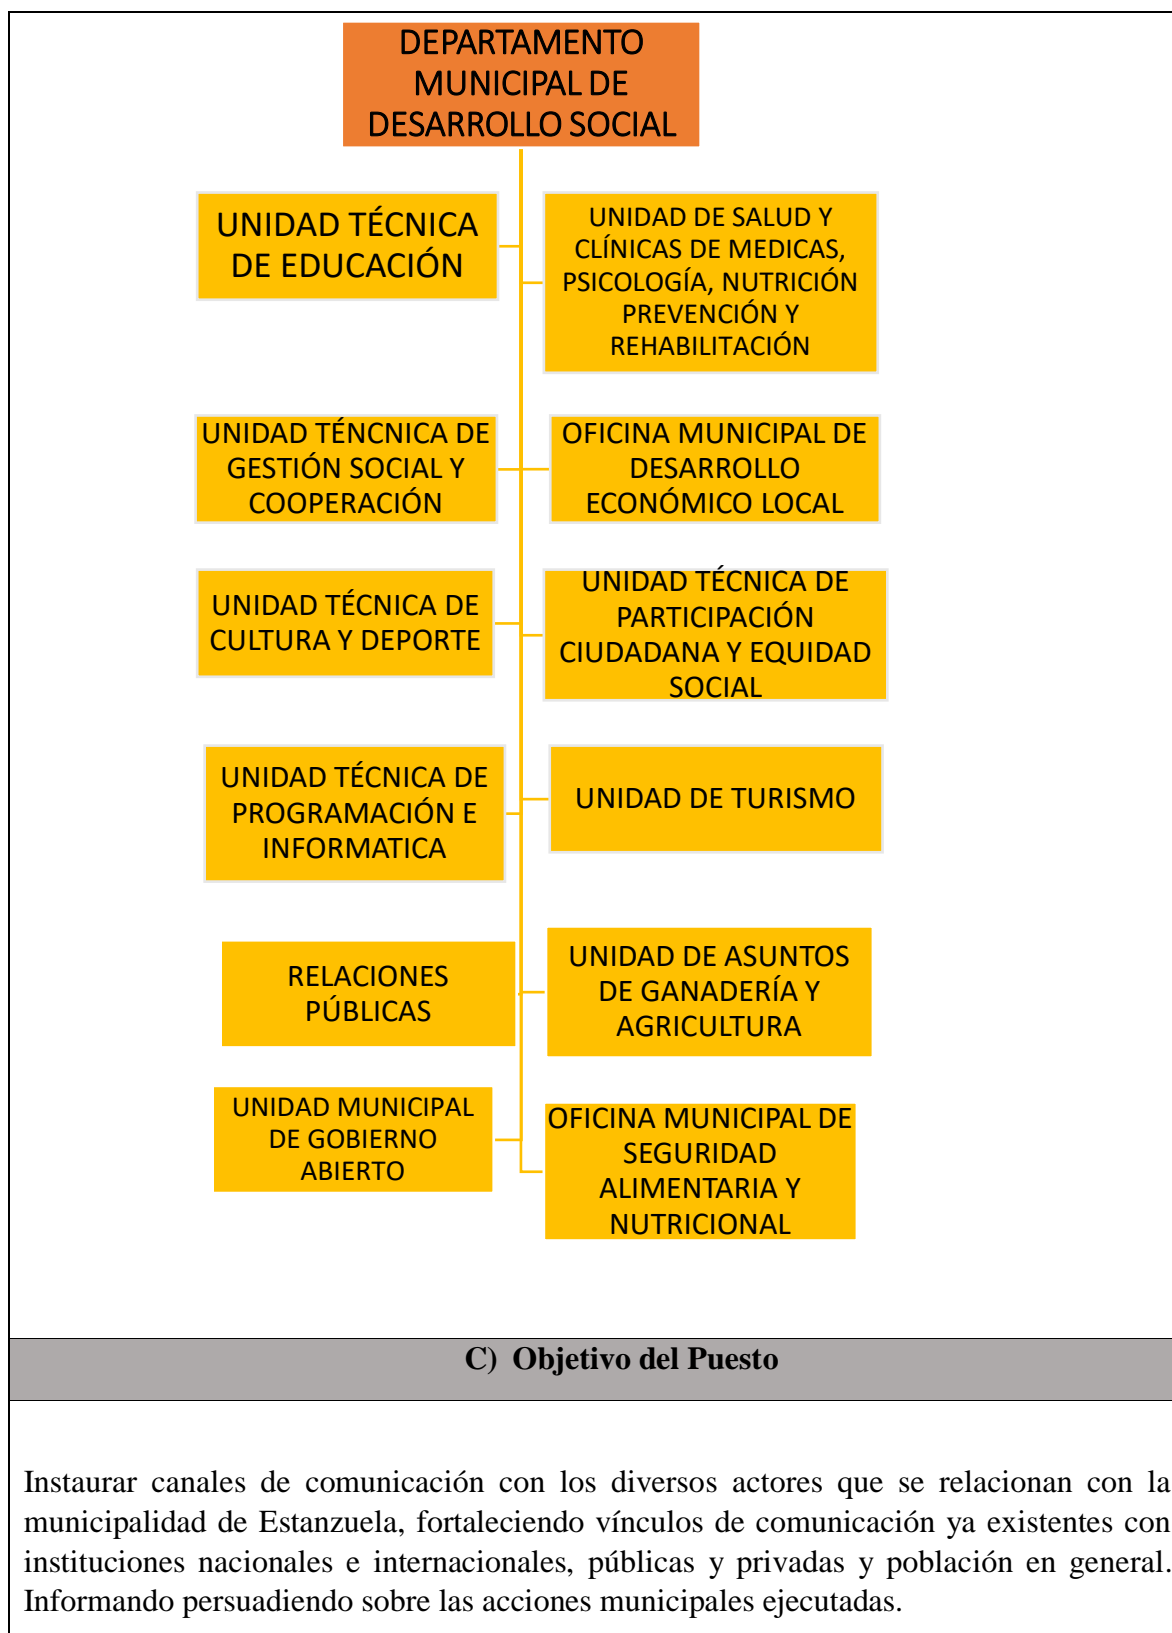 DEPARTAMENTO
MUNICIPAL DE
DESARROLLO SOCIAL
UNIDAD TÉCNICA
DE EDUCACIÓN
UNIDAD DE SALUD Y
CLÍNICAS DE MEDICAS,
PSICOLOGÍA, NUTRICIÓN
PREVENCIÓN Y
REHABILITACIÓN
UNIDAD TÉNCNICA DE
GESTIÓN SOCIAL Y
COOPERACIÓN
OFICINA MUNICIPAL DE
DESARROLLO
ECONÓMICO LOCAL
UNIDAD TÉCNICA DE
CULTURA Y DEPORTE
UNIDAD TÉCNICA DE
PARTICIPACIÓN
CIUDADANA Y EQUIDAD
SOCIAL
UNIDAD TÉCNICA DE
PROGRAMACIÓN E
INFORMATICA
UNIDAD DE TURISMO
RELACIONES
PÚBLICAS
UNIDAD DE ASUNTOS
DE GANADERÍA Y
AGRICULTURA
UNIDAD MUNICIPAL
DE GOBIERNO
ABIERTO
OFICINA MUNICIPAL DE
SEGURIDAD
ALIMENTARIA Y
NUTRICIONAL
C) Objetivo del Puesto
Instaurar canales de comunicación con los diversos actores que se relacionan con la
municipalidad de Estanzuela, fortaleciendo vínculos de comunicación ya existentes con
instituciones nacionales e internacionales, públicas y privadas y población en general.
Informando persuadiendo sobre las acciones municipales ejecutadas.